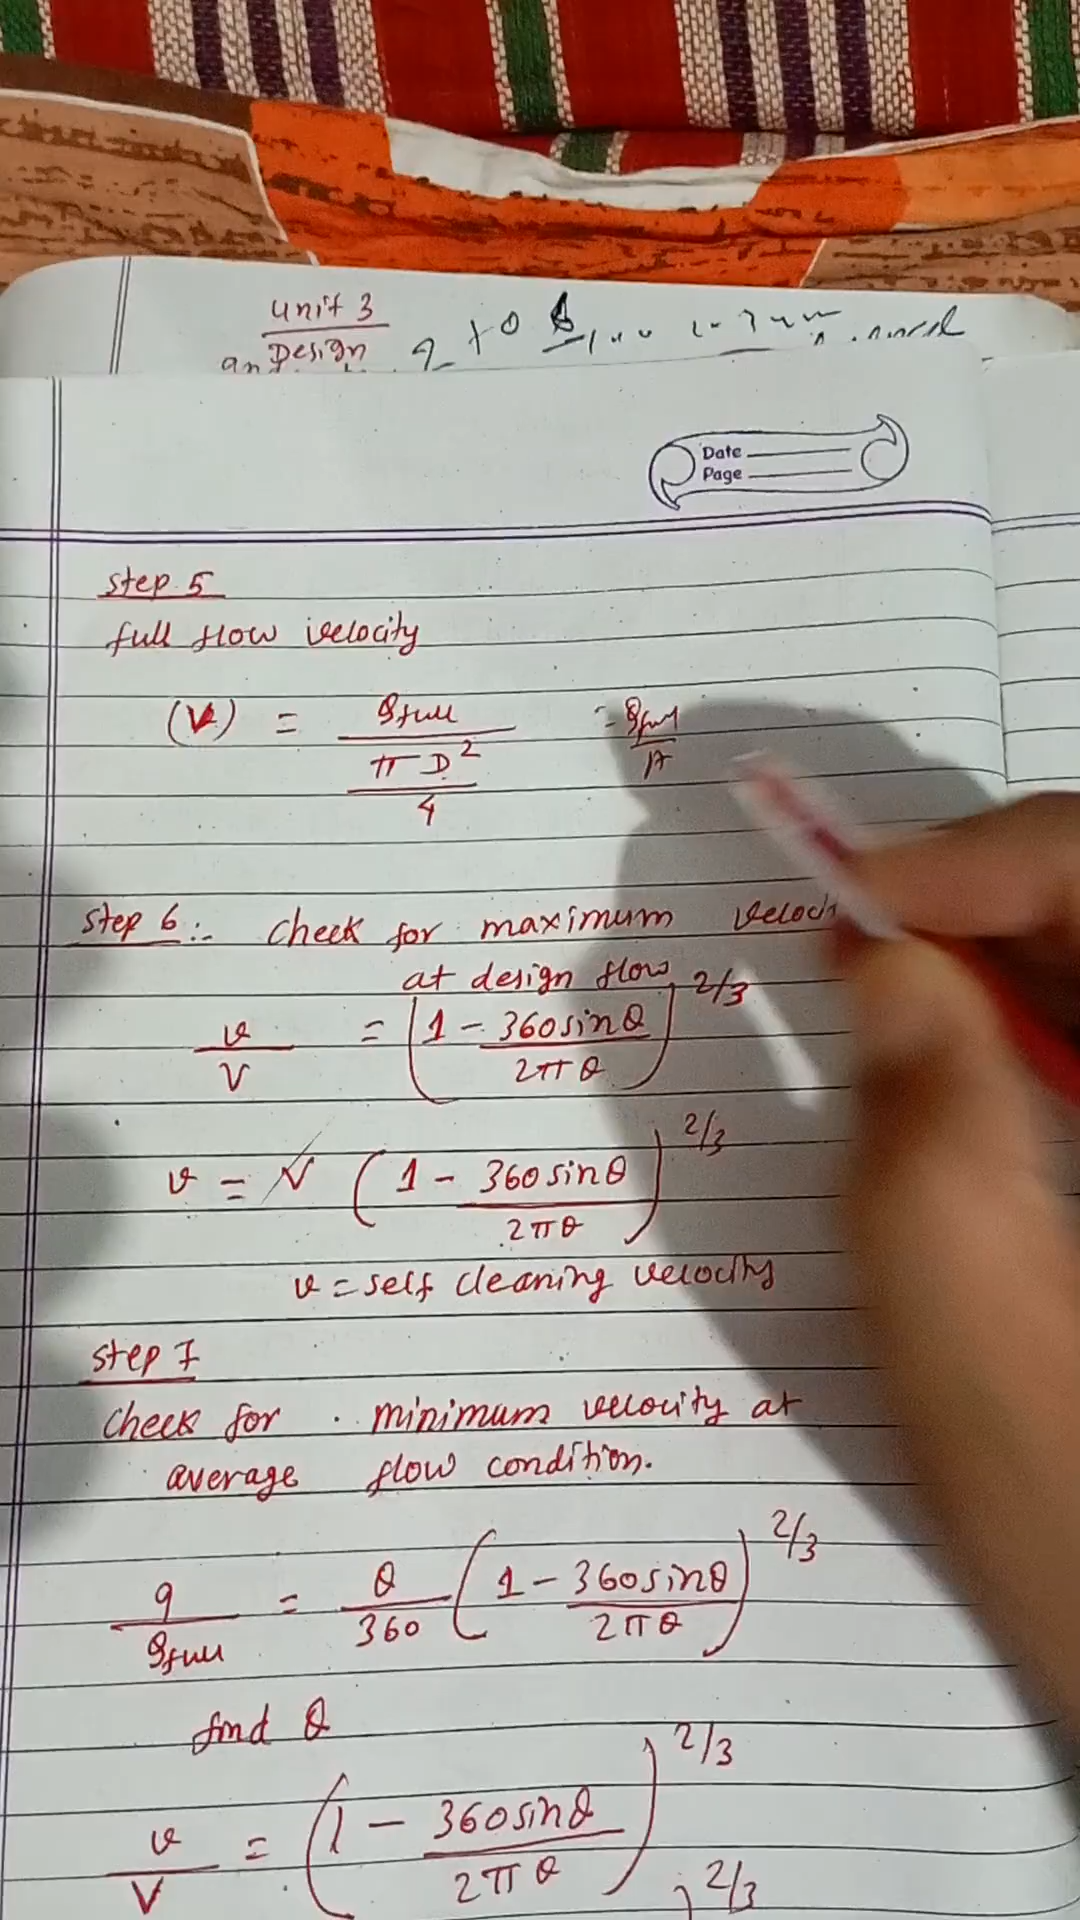 Unit 3
Design
Date
Page
Step 5
full flow velocity
(V) = Qfull / (πD² / 4) = Qfull / A
Step 6:- Check for maximum
at design flow
v/V = (1 - 360sinθ / 2πθ)^2/3
v = V (1 - 360sinθ / 2πθ)^2/3
v = self cleaning velocity
Step 7
Check for minimum velocity at
average flow condition.
q / Qfull = θ/360 (1 - 360sinθ / 2πθ)^2/3
find θ
v/V = (1 - 360sinθ / 2πθ)^2/3
2/3